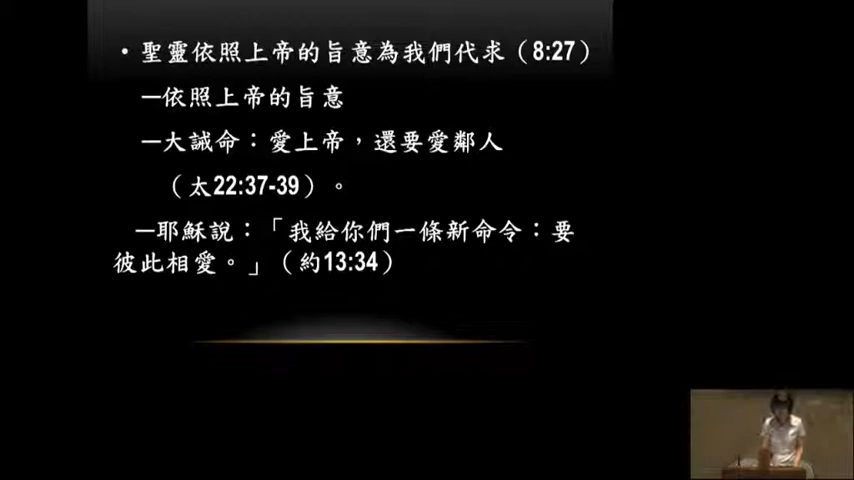 • 聖靈依照上帝的旨意為我們代求（8:27）
—依照上帝的旨意
—大誡命：愛上帝，還要愛鄰人
（太22:37-39）。
—耶穌說：「我給你們一條新命令：要
彼此相愛。」（約13:34）